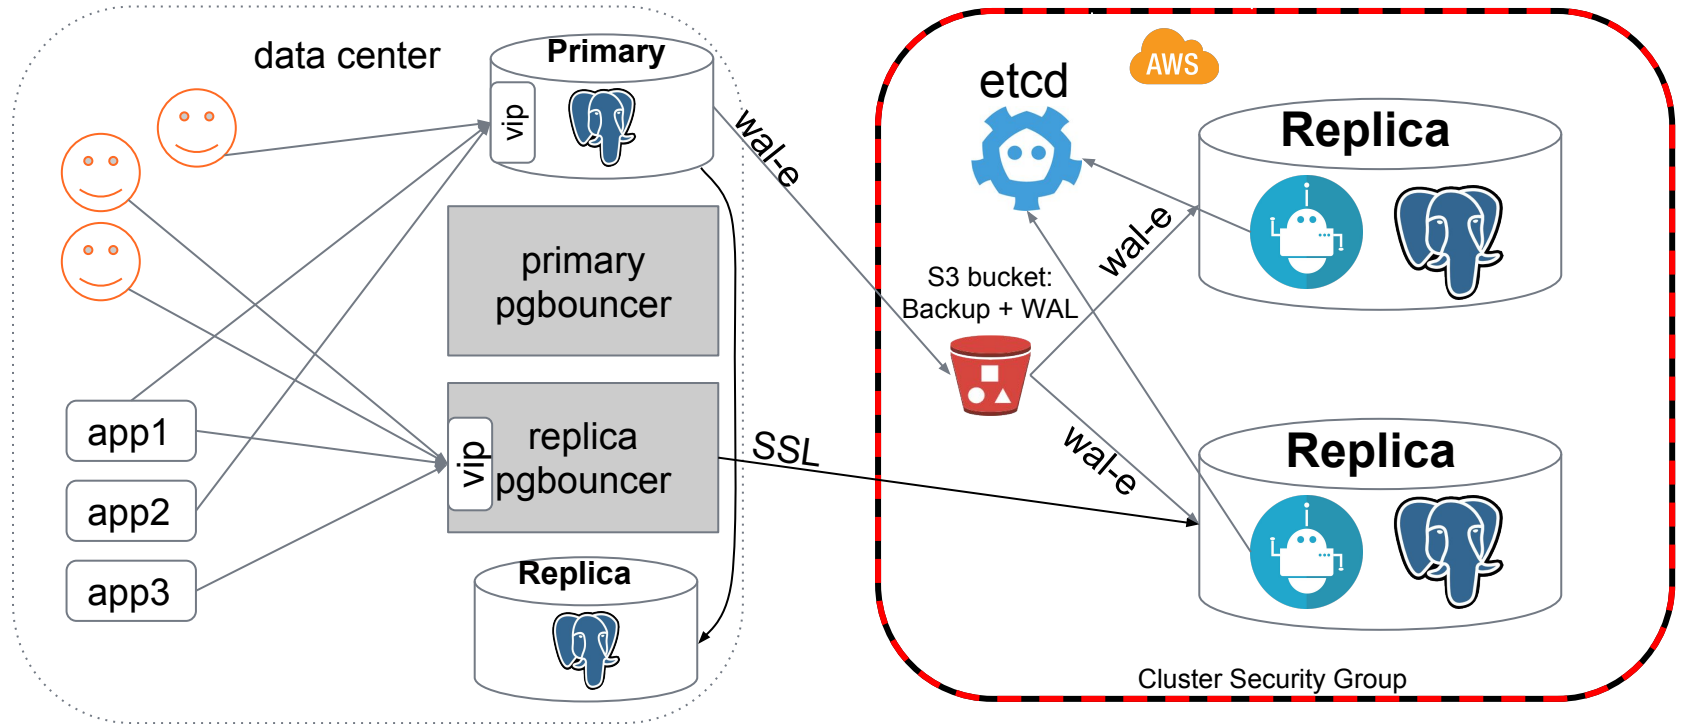 data center
Primary
vip
primary
pgbouncer
replica
pgbouncer
vip
app1
app2
app3
Replica
wal-e
SSL
AWS
etcd
S3 bucket:
Backup + WAL
wal-e
wal-e
Replica
Replica
Cluster Security Group